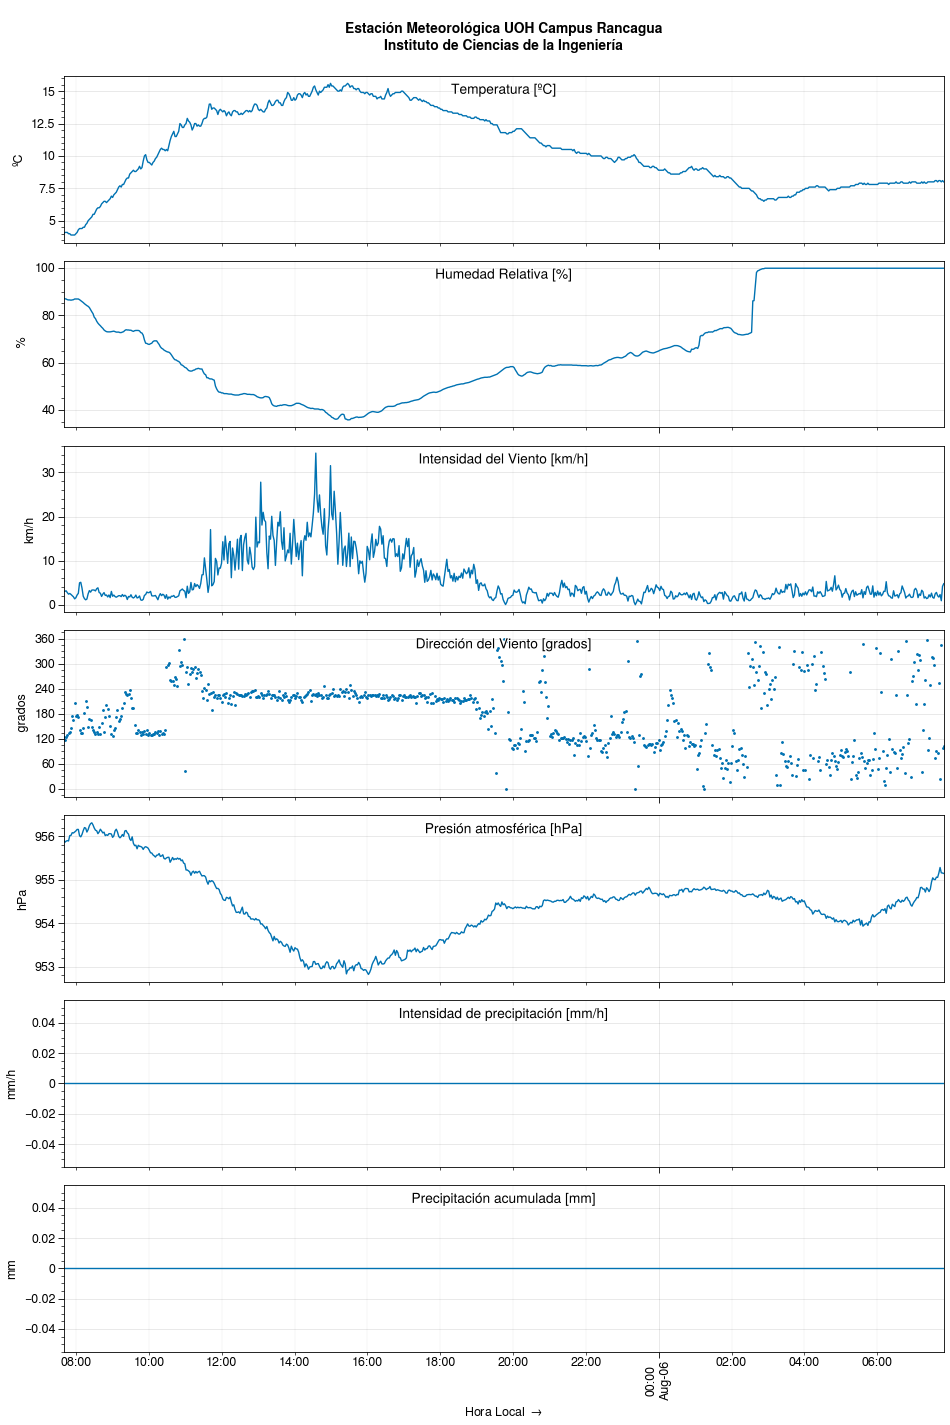 Estación Meteorológica UOH Campus Rancagua
Instituto de Ciencias de la Ingeniería
Temperatura [ºC]
15
12.5
10
7.5
5
ºC
Humedad Relativa [%]
100
80
60
40
%
Intensidad del Viento [km/h]
30
20
10
0
km/h
Dirección del Viento [grados]
360
300
240
180
120
60
0
grados
Presión atmosférica [hPa]
956
955
954
953
hPa
Intensidad de precipitación [mm/h]
0.04
0.02
0
−0.02
−0.04
mm/h
Precipitación acumulada [mm]
0.04
0.02
0
−0.02
−0.04
mm
08:00 10:00 12:00 14:00 16:00 18:00 20:00 22:00 00:00 02:00 04:00 06:00
Aug-06
Hora Local →